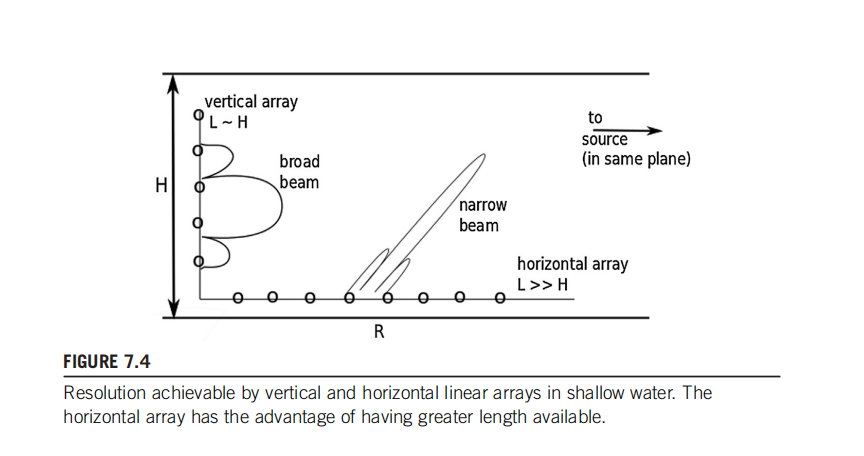 vertical array
L ~ H
to
source
(in same plane)
broad
beam
H
narrow
beam
horizontal array
L >> H
R
FIGURE 7.4
Resolution achievable by vertical and horizontal linear arrays in shallow water. The
horizontal array has the advantage of having greater length available.